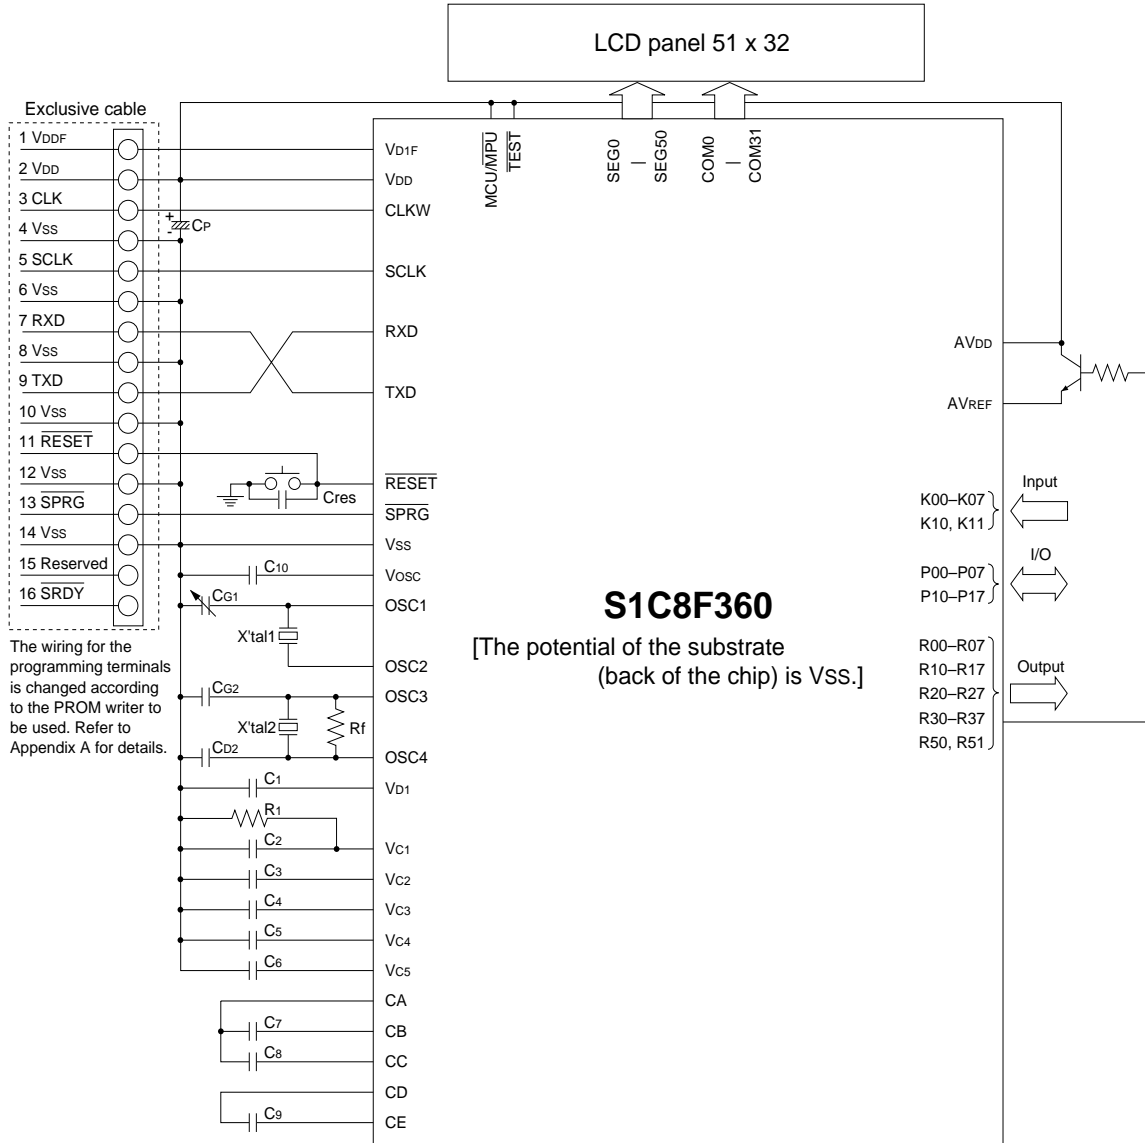 LCD panel 51 x 32
Exclusive cable
1 VDDF
2 VDD
3 CLK
4 VSS
5 SCLK
6 VSS
7 RXD
8 VSS
9 TXD
10 VSS
11 RESET
12 VSS
13 SPRG
14 VSS
15 Reserved
16 SRDY
The wiring for the
programming terminals
is changed according
to the PROM writer to
be used. Refer to
Appendix A for details.
+
-
CP
Cres
C10
CG1
X'tal1
CG2
X'tal2
Rf
CD2
C1
R1
C2
C3
C4
C5
C6
C7
C8
C9
VD1F
VDD
CLKW
SCLK
RXD
TXD
RESET
SPRG
VSS
VOSC
OSC1
OSC2
OSC3
OSC4
VD1
VC1
VC2
VC3
VC4
VC5
CA
CB
CC
CD
CE
MCU/MPU
TEST
SEG0
|
SEG50
COM0
|
COM31
S1C8F360
[The potential of the substrate
(back of the chip) is VSS.]
AVDD
AVREF
K00–K07
K10, K11
Input
P00–P07
P10–P17
I/O
R00–R07
R10–R17
R20–R27
R30–R37
R50, R51
Output